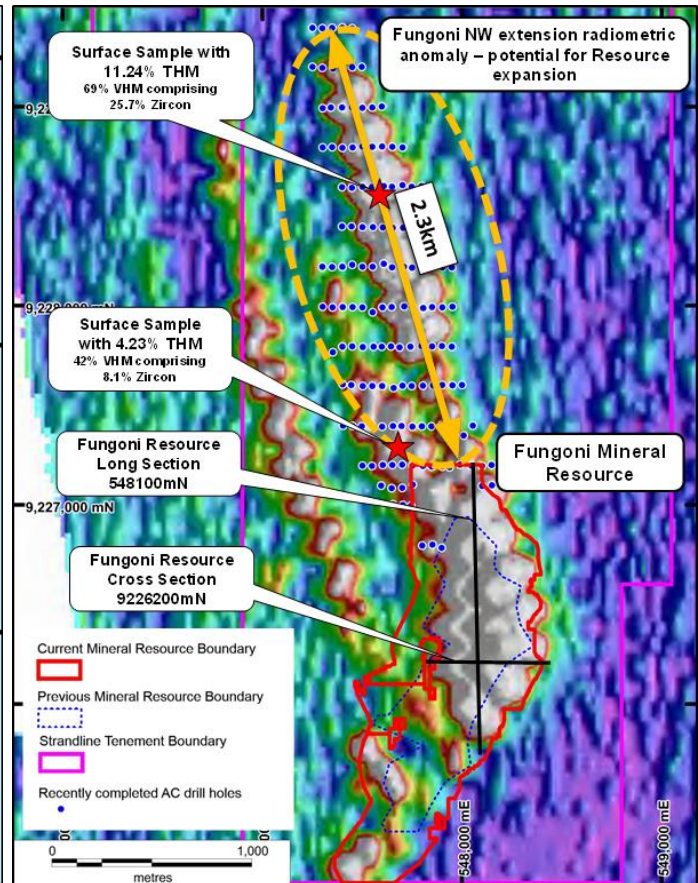 Fungoni NW extension radiometric
anomaly – potential for Resource
expansion
Surface Sample with
11.24% THM
69% VHM comprising
25.7% Zircon
2.3km
Surface Sample
with 4.23% THM
42% VHM comprising
8.1% Zircon
Fungoni Resource
Long Section
548100mN
Fungoni Mineral
Resource
9,227,000 mN
Fungoni Resource
Cross Section
9226200mN
Current Mineral Resource Boundary
Previous Mineral Resource Boundary
Strandline Tenement Boundary
Recently completed AC drill holes
0 1,000
metres
548,000 mE
549,000 mE